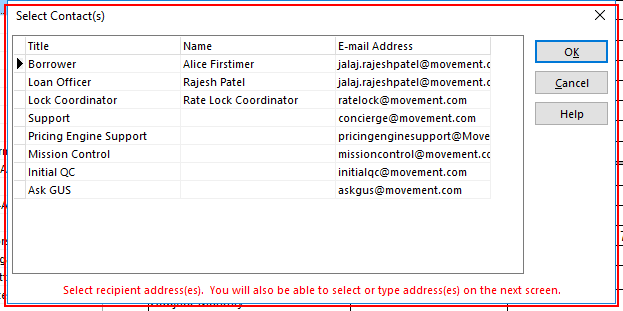 Select Contact(s)
Title Name E-mail Address
Borrower Alice Firstimer jalaj.rajeshpatel@movement.c
Loan Officer Rajesh Patel jalaj.rajeshpatel@movement.c
Lock Coordinator Rate Lock Coordinator ratelock@movement.com
Support concierge@movement.com
Pricing Engine Support pricingenginesupport@Move
Mission Control missioncontrol@movement.co
Initial QC initialqc@movement.com
Ask GUS askgus@movement.com
OK
Cancel
Help
Select recipient address(es). You will also be able to select or type address(es) on the next screen.